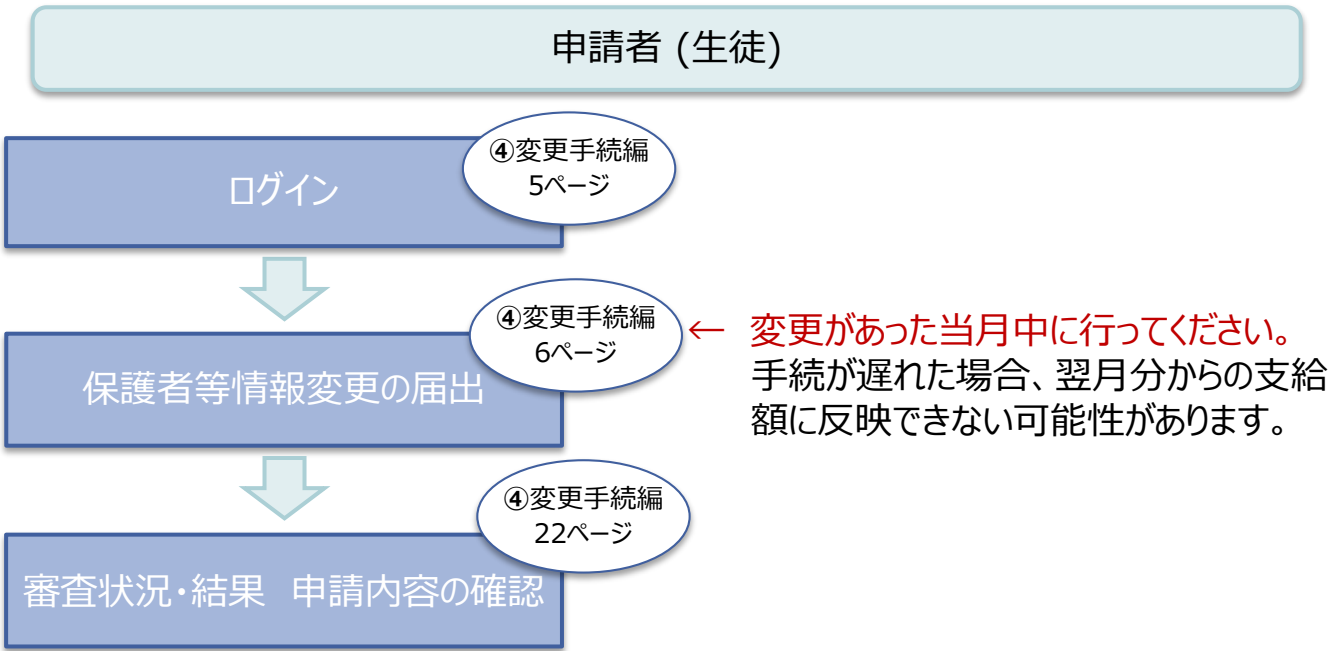 申請者 (生徒)
ログイン
④変更手続編
5ページ
保護者等情報変更の届出
④変更手続編
6ページ
← 変更があった当月中に行ってください。
手続が遅れた場合、翌月分からの支給
額に反映できない可能性があります。
審査状況・結果　申請内容の確認
④変更手続編
22ページ